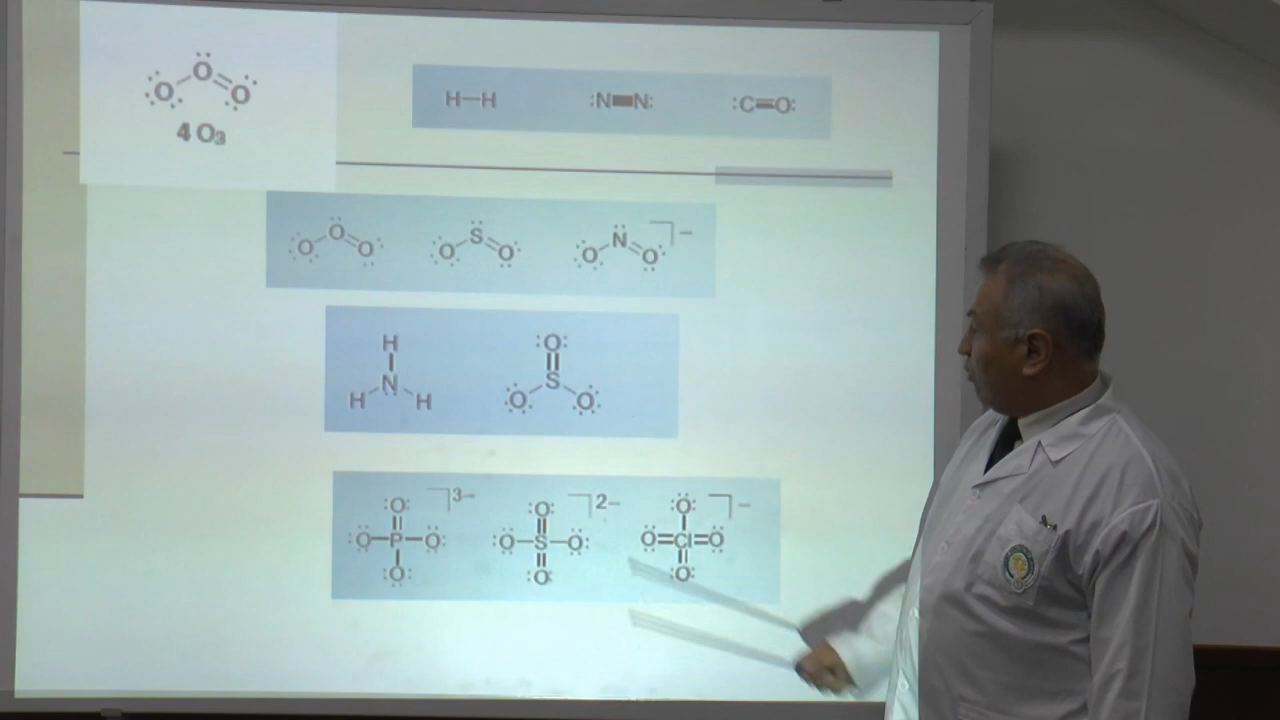 :Ö
Ö
Ö:
4 O₃
H—H
:N≡N:
:C≡O:
:Ö—Ö=Ö:
:Ö—S̈=Ö:
:Ö—N̈=Ö: ⁻
H
N
H H
:O:
S
:Ö Ö:
:Ö: 3−
:Ö—P—Ö:
:Ö:
:Ö: 2−
:Ö—S—Ö:
:Ö:
:Ö: −
Ö=Cl=Ö
:Ö: